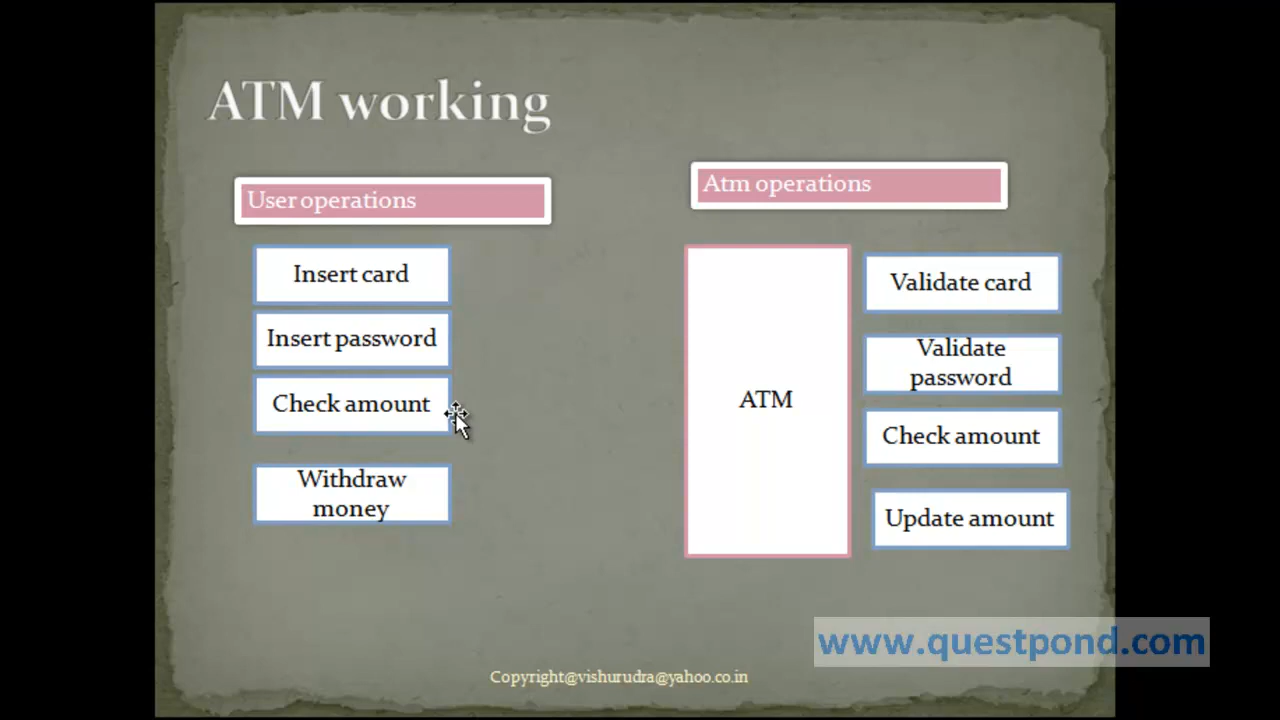 ATM working
User operations
Insert card
Insert password
Check amount
Withdraw
money
Atm operations
ATM
Validate card
Validate
password
Check amount
Update amount
www.questpond.com
Copyright@vishurudra@yahoo.co.in